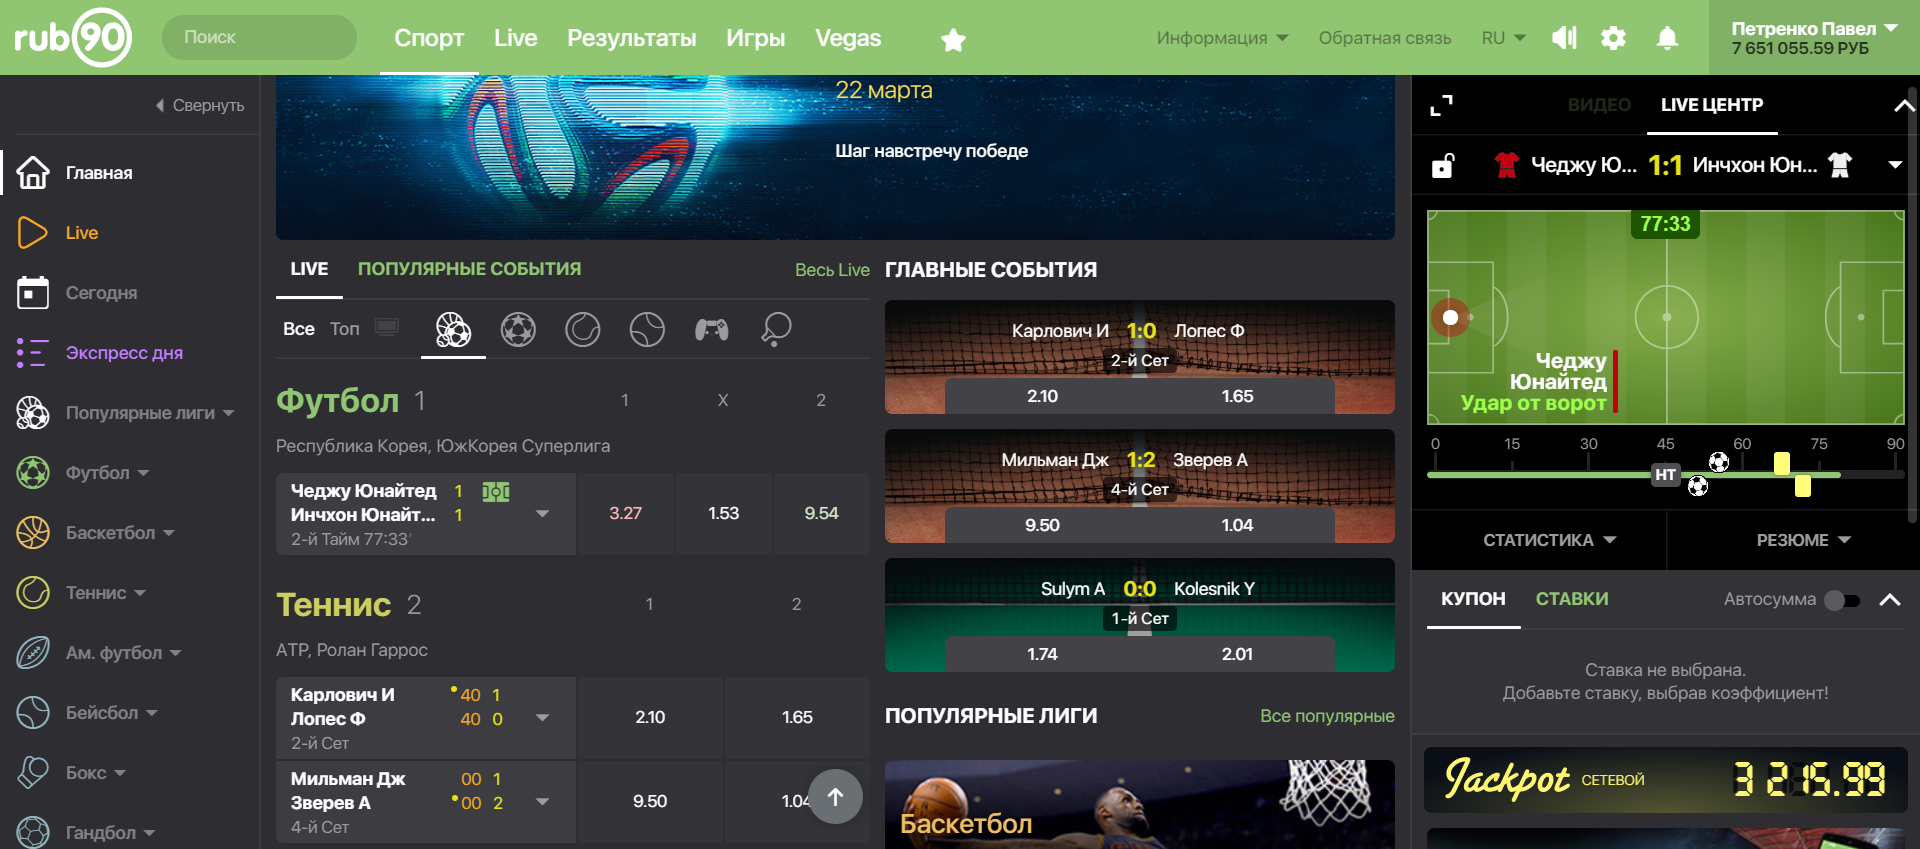 rub90
Поиск
Спорт
Live
Результаты
Игры
Vegas
Информация
Обратная связь
RU
Петренко Павел
7 651 055.59 РУБ
Свернуть
Главная
Live
Сегодня
Экспресс дня
Популярные лиги
Футбол
Баскетбол
Теннис
Ам. футбол
Бейсбол
Бокс
Гандбол
22 марта
Шаг навстречу победе
LIVE
ПОПУЛЯРНЫЕ СОБЫТИЯ
Весь Live
Все
Топ
Футбол 1
1
X
2
Республика Корея, ЮжКорея Суперлига
Чеджу Юнайтед 1
Инчхон Юнайт... 1
2-й Тайм 77:33′
3.27
1.53
9.54
Теннис 2
1
2
ATP, Ролан Гаррос
Карлович И 40 1
Лопес Ф 40 0
2-й Сет
2.10
1.65
Мильман Дж 00 1
Зверев А 00 2
4-й Сет
9.50
1.04
ГЛАВНЫЕ СОБЫТИЯ
Карлович И 1:0 Лопес Ф
2-й Сет
2.10
1.65
Мильман Дж 1:2 Зверев А
4-й Сет
9.50
1.04
Sulym A 0:0 Kolesnik Y
1-й Сет
1.74
2.01
ПОПУЛЯРНЫЕ ЛИГИ
Все популярные
Баскетбол
ВИДЕО
LIVE ЦЕНТР
Чеджу Ю... 1:1 Инчхон Юн...
77:33
Чеджу
Юнайтед
Удар от ворот
0 15 30 45 60 75 90
HT
СТАТИСТИКА
РЕЗЮМЕ
КУПОН
СТАВКИ
Автосумма
Ставка не выбрана.
Добавьте ставку, выбрав коэффициент!
Jackpot СЕТЕВОЙ 3 215.99